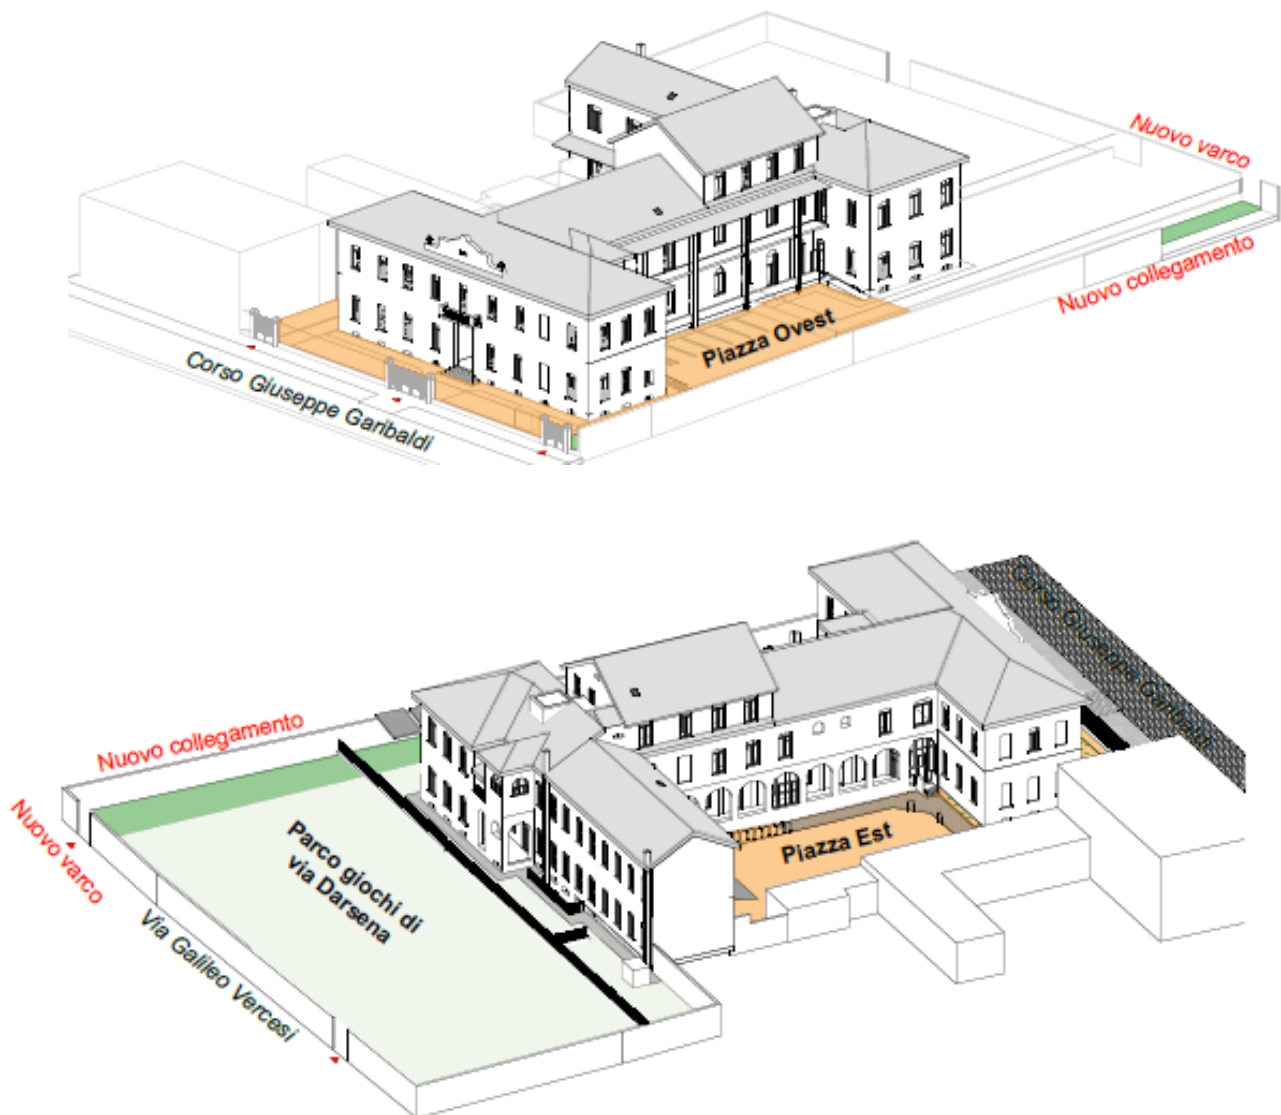 Nuovo varco
Nuovo collegamento
Piazza Ovest
Corso Giuseppe Garibaldi
Corso Giuseppe Garibaldi
Nuovo collegamento
Nuovo varco
Parco giochi di
via Darsena
Piazza Est
Via Galileo Vercesi